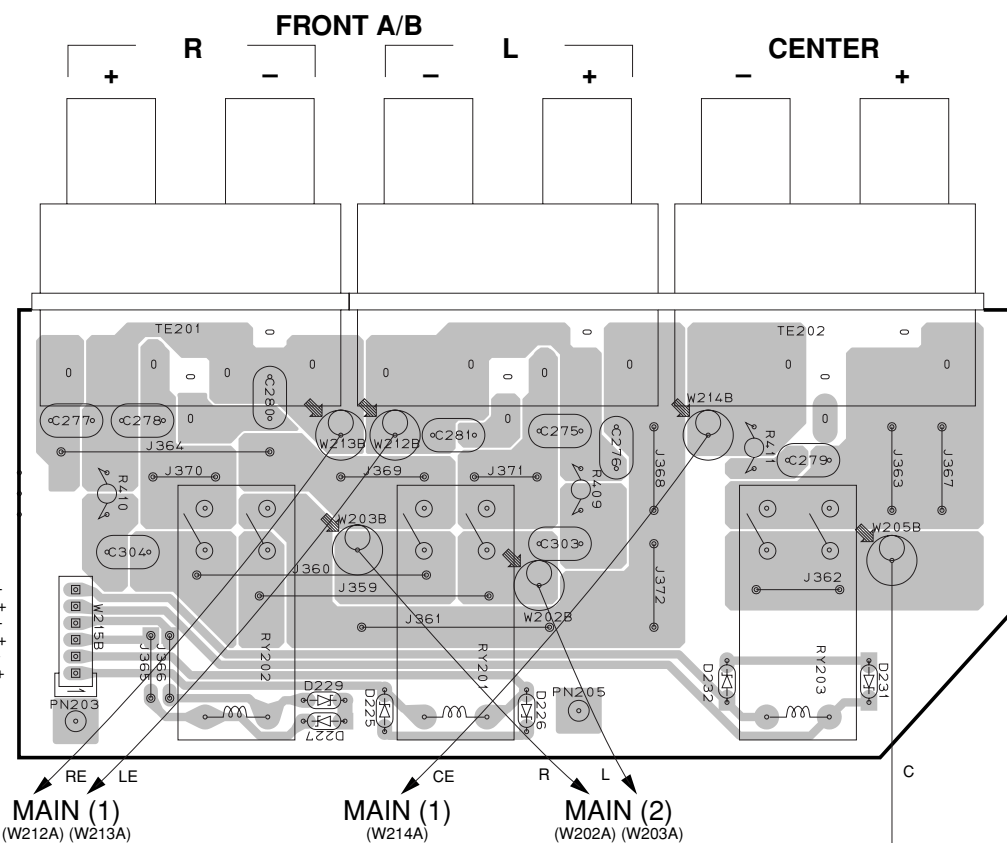 FRONT A/B
R L CENTER
+ − − + − +
TE201 TE202
C280
W214B
C277 C278 W213B W212B C281 C275 C276 R411
J364 C279
J370 J369 J371 R409 J368 J363 J367
R410
W203B W205B
C304 C303
J360 J372 J362
J359
W202B
J361
W215B
J365 J366 RY202 RY201 RY203
D232 D231
1
PN203 D229 D225 D226 PN205
D227
RE LE CE R L C
MAIN (1) MAIN (1) MAIN (2)
(W212A) (W213A) (W214A) (W202A) (W203A)